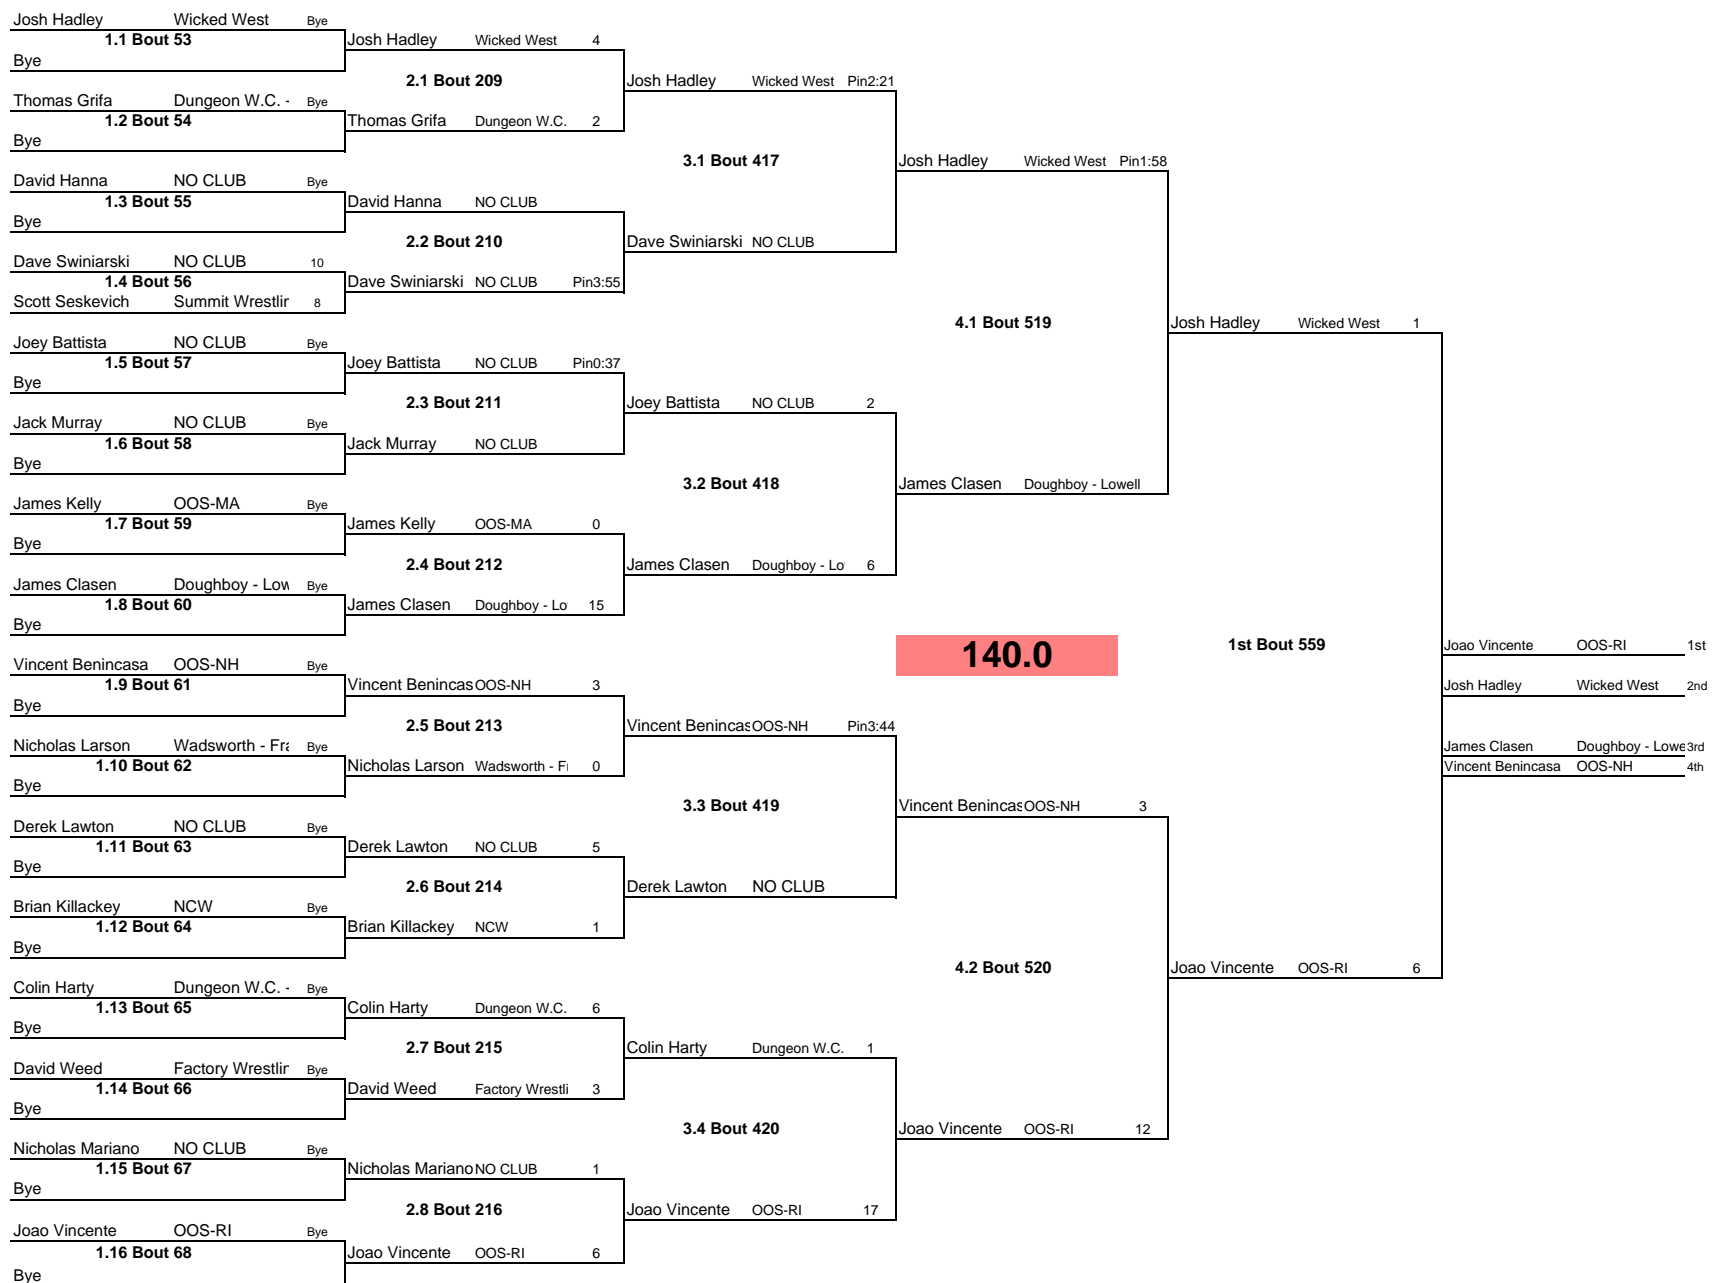 Josh Hadley Wicked West Bye
1.1 Bout 53
Bye
Thomas Grifa Dungeon W.C. - Bye
1.2 Bout 54
Bye
David Hanna NO CLUB Bye
1.3 Bout 55
Bye
Dave Swiniarski NO CLUB 10
1.4 Bout 56
Scott Seskevich Summit Wrestlir 8
Joey Battista NO CLUB Bye
1.5 Bout 57
Bye
Jack Murray NO CLUB Bye
1.6 Bout 58
Bye
James Kelly OOS-MA Bye
1.7 Bout 59
Bye
James Clasen Doughboy - Low Bye
1.8 Bout 60
Bye
Vincent Benincasa OOS-NH Bye
1.9 Bout 61
Bye
Nicholas Larson Wadsworth - Fra Bye
1.10 Bout 62
Bye
Derek Lawton NO CLUB Bye
1.11 Bout 63
Bye
Brian Killackey NCW Bye
1.12 Bout 64
Bye
Colin Harty Dungeon W.C. - Bye
1.13 Bout 65
Bye
David Weed Factory Wrestlir Bye
1.14 Bout 66
Bye
Nicholas Mariano NO CLUB Bye
1.15 Bout 67
Bye
Joao Vincente OOS-RI Bye
1.16 Bout 68
Bye
Josh Hadley Wicked West 4
2.1 Bout 209
Thomas Grifa Dungeon W.C. 2
David Hanna NO CLUB
2.2 Bout 210
Dave Swiniarski NO CLUB Pin3:55
Joey Battista NO CLUB Pin0:37
2.3 Bout 211
Jack Murray NO CLUB
James Kelly OOS-MA 0
2.4 Bout 212
James Clasen Doughboy - Lo 15
Vincent Benincas OOS-NH 3
2.5 Bout 213
Nicholas Larson Wadsworth - Fr 0
Derek Lawton NO CLUB 5
2.6 Bout 214
Brian Killackey NCW 1
Colin Harty Dungeon W.C. 6
2.7 Bout 215
David Weed Factory Wrestli 3
Nicholas Mariano NO CLUB 1
2.8 Bout 216
Joao Vincente OOS-RI 6
Josh Hadley Wicked West Pin2:21
3.1 Bout 417
Dave Swiniarski NO CLUB
Joey Battista NO CLUB 2
3.2 Bout 418
James Clasen Doughboy - Lo 6
Vincent Benincas OOS-NH Pin3:44
3.3 Bout 419
Derek Lawton NO CLUB
Colin Harty Dungeon W.C. 1
3.4 Bout 420
Joao Vincente OOS-RI 17
Josh Hadley Wicked West Pin1:58
4.1 Bout 519
James Clasen Doughboy - Lowell
140.0
Vincent Benincas OOS-NH 3
4.2 Bout 520
Joao Vincente OOS-RI 12
Josh Hadley Wicked West 1
1st Bout 559
Joao Vincente OOS-RI 6
Joao Vincente OOS-RI 1st
Josh Hadley Wicked West 2nd
James Clasen Doughboy - Lowe 3rd
Vincent Benincasa OOS-NH 4th